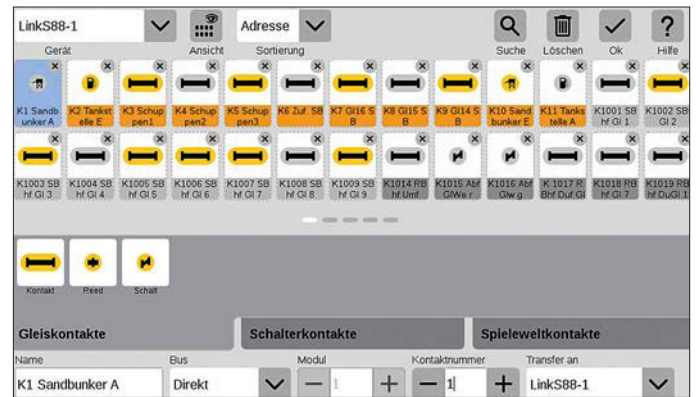 LinkS88-1 Adresse
Gerät Ansicht Sortierung Suche Löschen Ok Hilfe
K1 Sandb unker A K2 Tankst elle E K3 Schup pen1 K4 Schup pen2 K5 Schup pen3 K6 Zuf. SB K7 Gl16 S B K8 Gl15 S B K9 Gl14 S B K10 Sand bunker E K11 Tanks telle A K1001 SB hf Gl 1 K1002 SB hf Gl 2
K1003 SB hf Gl 3 K1004 SB hf Gl 4 K1005 SB hf Gl 5 K1006 SB hf Gl 6 K1007 SB hf Gl 7 K1008 SB hf Gl 8 K1009 SB hf Gl 9 K1014 RB hf Umf K1015 Abf GlWe r K1016 Abf Glw g K 1017 R Bhf Duf Gl K1018 RB hf Gl 7 K1019 RB hf DuGl 1
Kontakt Reed Schalt
Gleiskontakte Schalterkontakte Spieleweltkontakte
Name Bus Modul Kontaktnummer Transfer an
K1 Sandbunker A Direkt 1 1 LinkS88-1